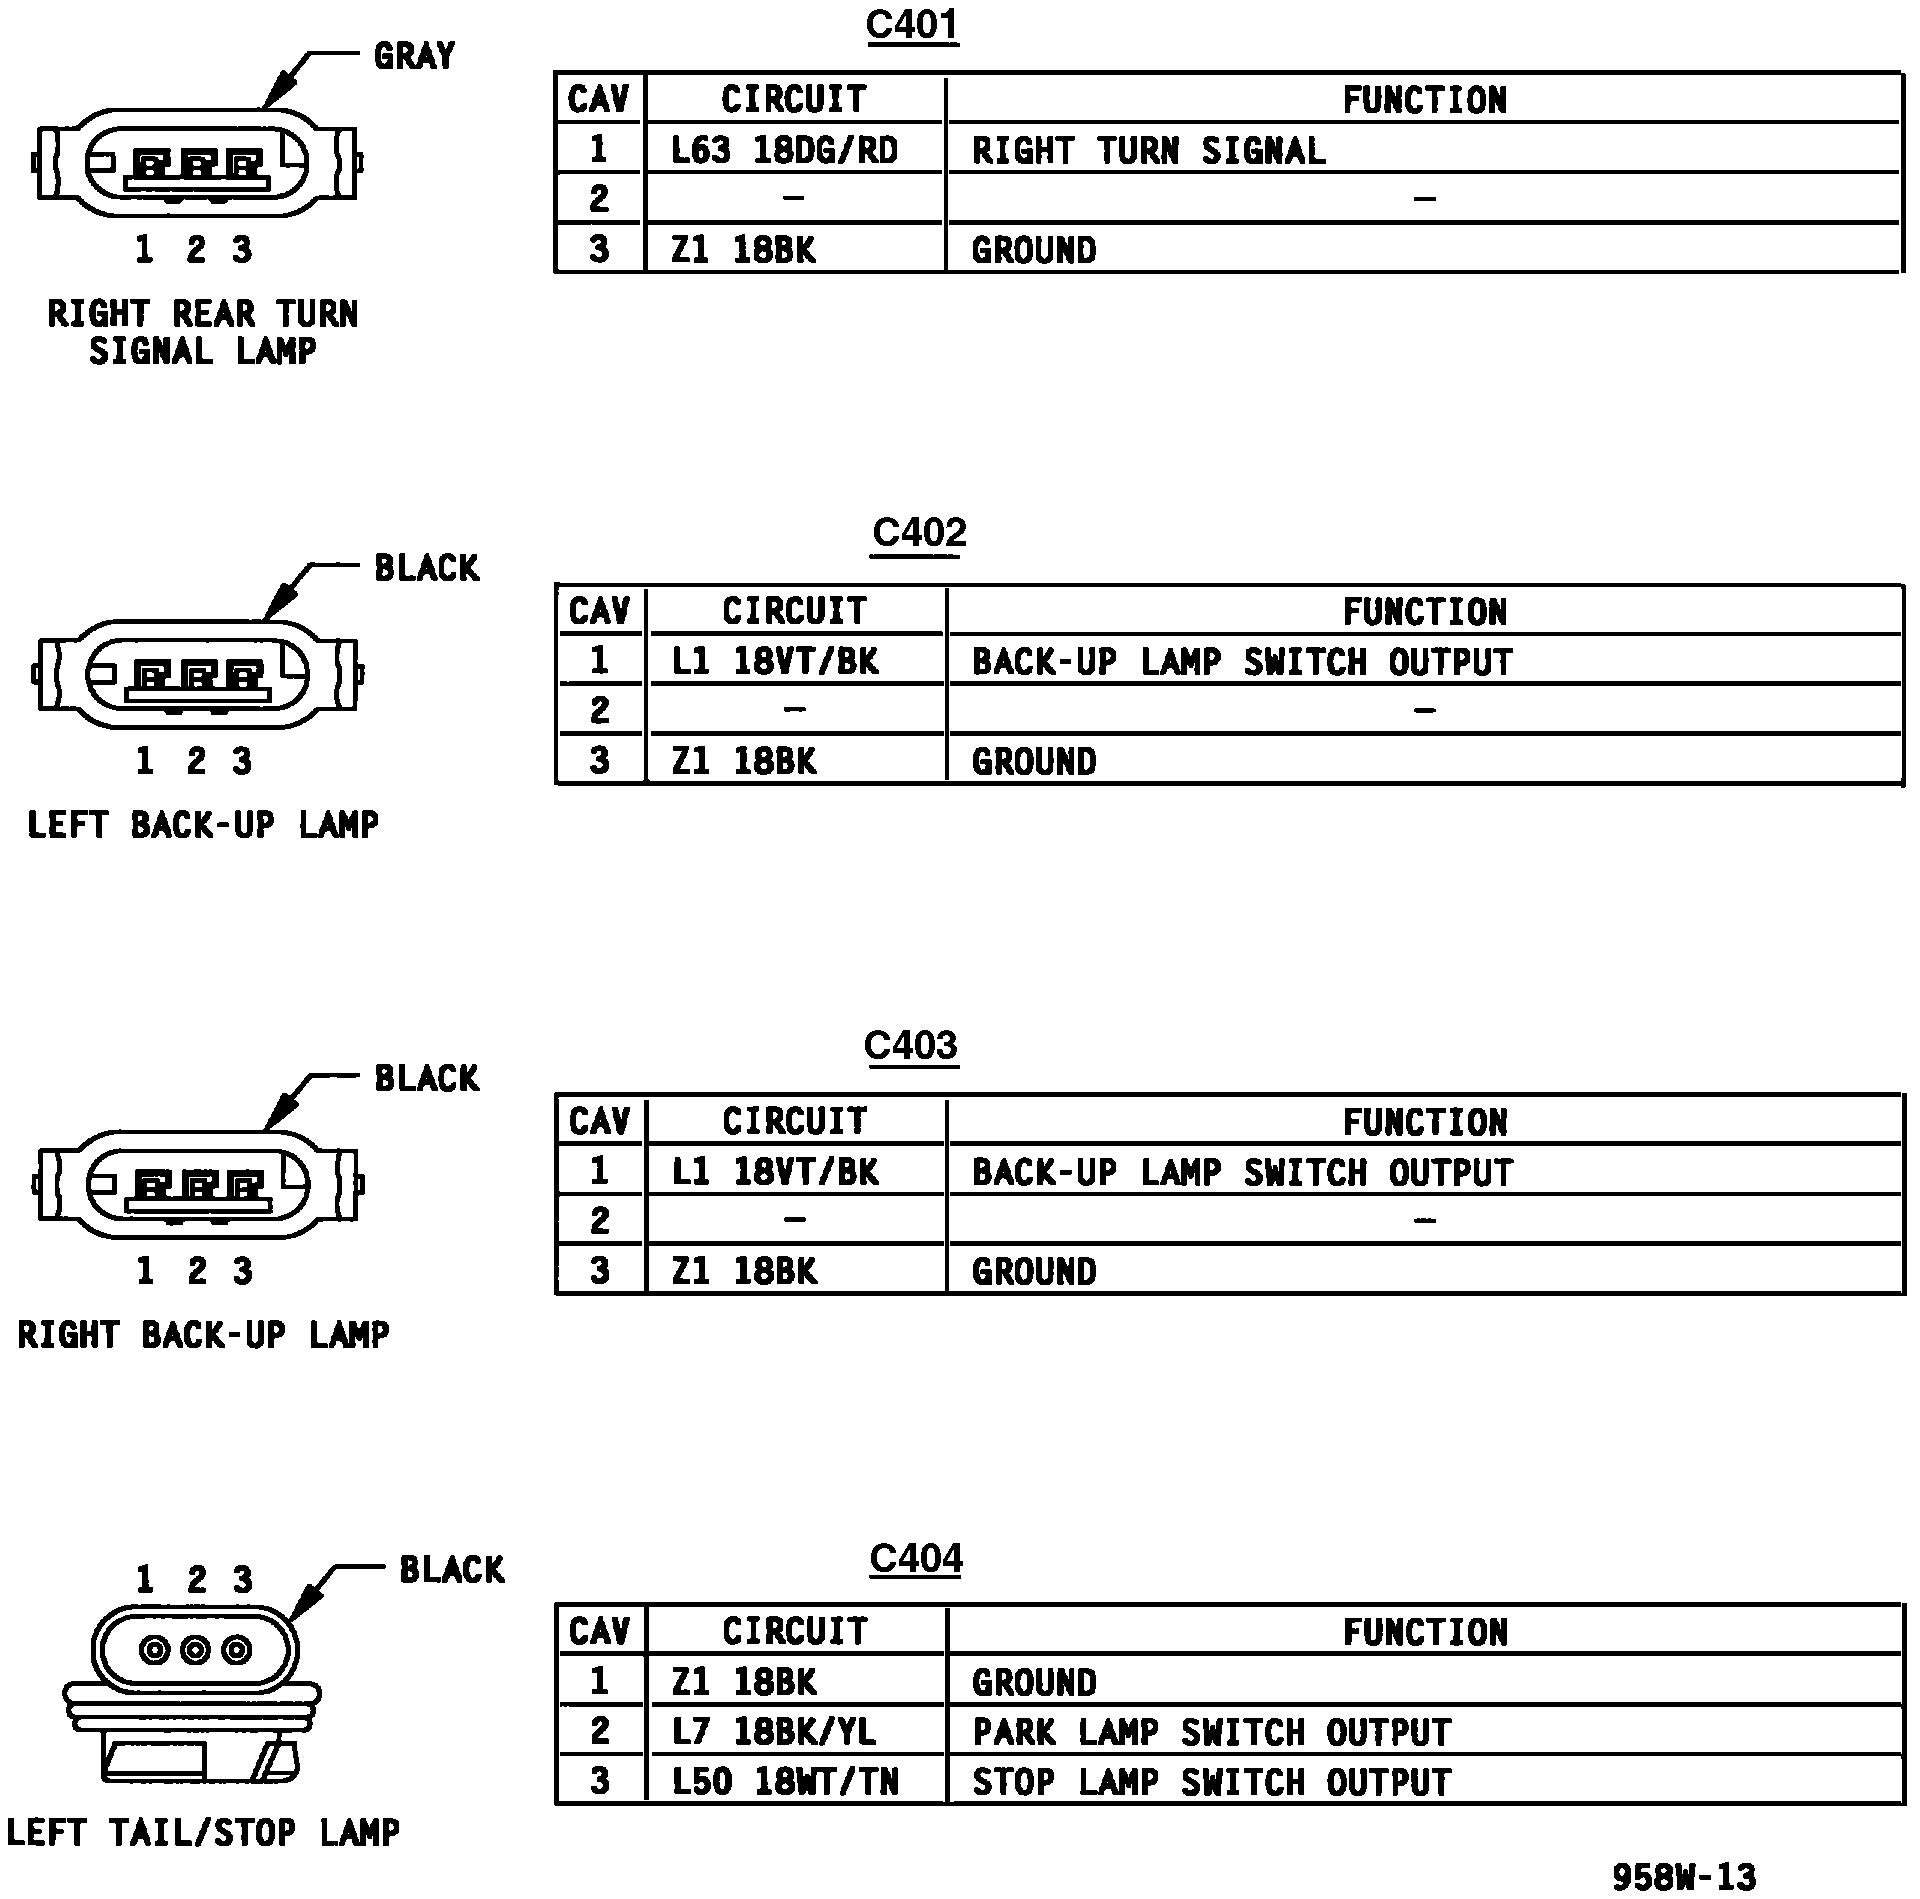 C401
GRAY
CAV CIRCUIT FUNCTION
1 L63 18DG/RD RIGHT TURN SIGNAL
2 – –
3 Z1 18BK GROUND
1 2 3
RIGHT REAR TURN
SIGNAL LAMP
C402
BLACK
CAV CIRCUIT FUNCTION
1 L1 18VT/BK BACK-UP LAMP SWITCH OUTPUT
2 – –
3 Z1 18BK GROUND
1 2 3
LEFT BACK-UP LAMP
C403
BLACK
CAV CIRCUIT FUNCTION
1 L1 18VT/BK BACK-UP LAMP SWITCH OUTPUT
2 – –
3 Z1 18BK GROUND
1 2 3
RIGHT BACK-UP LAMP
C404
1 2 3
BLACK
CAV CIRCUIT FUNCTION
1 Z1 18BK GROUND
2 L7 18BK/YL PARK LAMP SWITCH OUTPUT
3 L50 18WT/TN STOP LAMP SWITCH OUTPUT
LEFT TAIL/STOP LAMP
958W-13